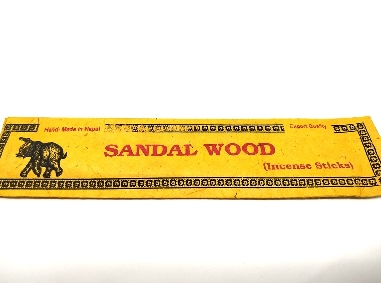 Hand- Made in Nepal
Export Quality
SANDAL WOOD
(Incense Sticks)